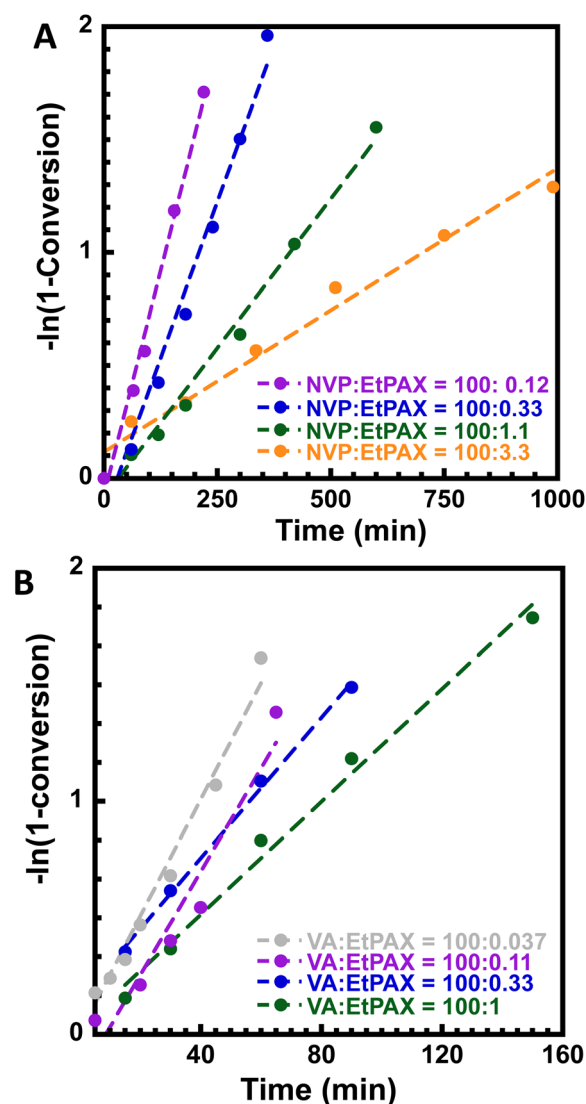 A
2
1
0
-ln(1-Conversion)
NVP:EtPAX = 100: 0.12
NVP:EtPAX = 100:0.33
NVP:EtPAX = 100:1.1
NVP:EtPAX = 100:3.3
0 250 500 750 1000
Time (min)
B
2
1
0
-ln(1-conversion)
VA:EtPAX = 100:0.037
VA:EtPAX = 100:0.11
VA:EtPAX = 100:0.33
VA:EtPAX = 100:1
40 80 120 160
Time (min)